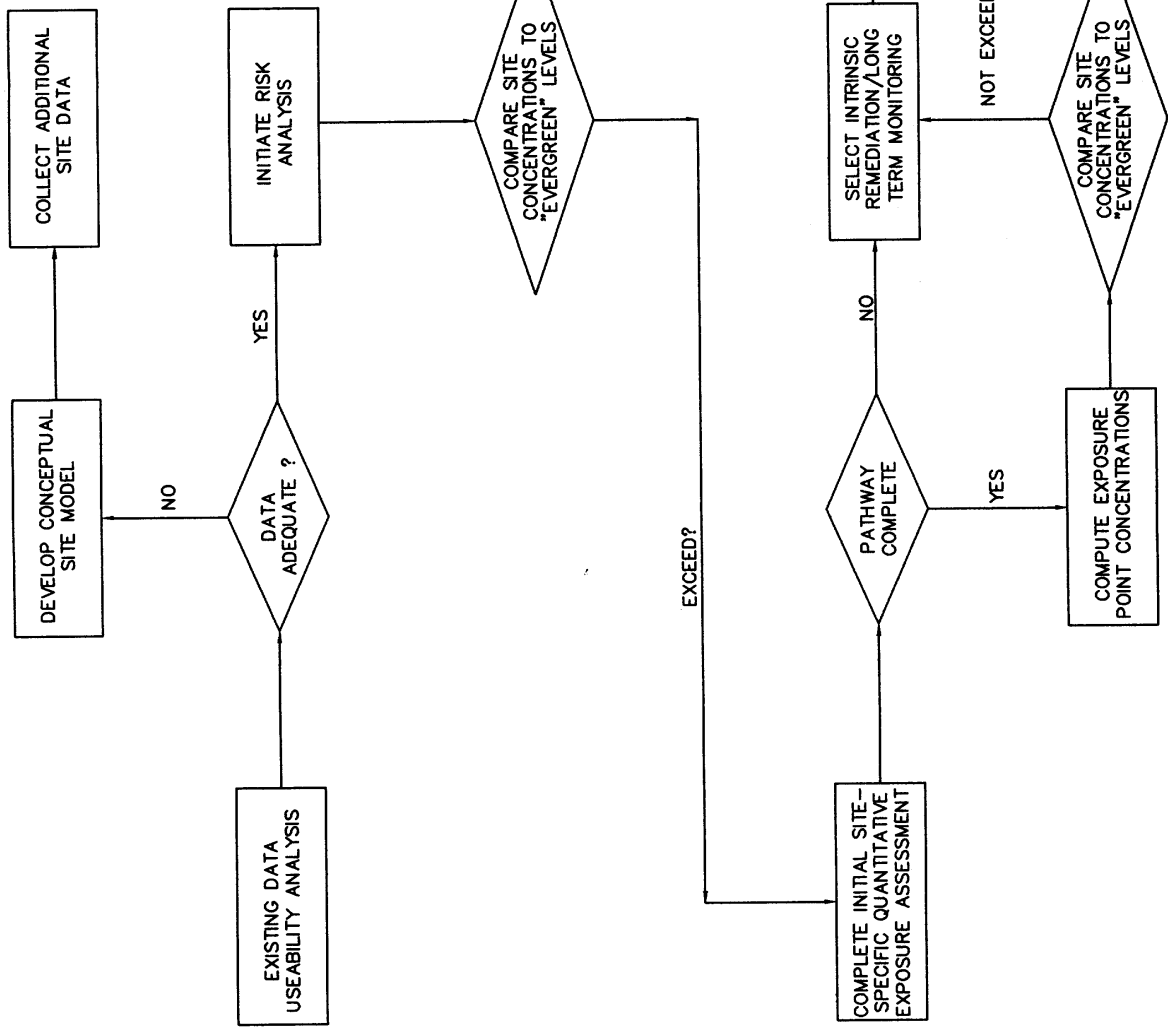 COLLECT ADDITIONAL
SITE DATA
DEVELOP CONCEPTUAL
SITE MODEL
NO
INITIATE RISK
ANALYSIS
YES
DATA
ADEQUATE ?
EXISTING DATA
USEABILITY ANALYSIS
COMPARE SITE
CONCENTRATIONS TO
"EVERGREEN" LEVELS
EXCEED?
COMPLETE INITIAL SITE-
SPECIFIC QUANTITATIVE
EXPOSURE ASSESSMENT
PATHWAY
COMPLETE
NO
SELECT INTRINSIC
REMEDIATION/LONG
TERM MONITORING
YES
COMPUTE EXPOSURE
POINT CONCENTRATIONS
NOT EXCEED
COMPARE SITE
CONCENTRATIONS TO
"EVERGREEN" LEVELS